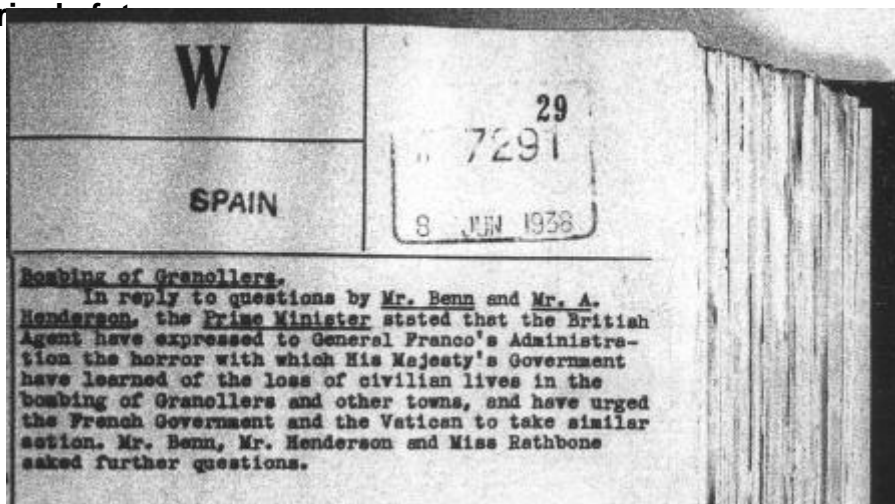 W
29
7291
SPAIN
8 JUN 1938
Bombing of Granollers.
In reply to questions by Mr. Benn and Mr. A.
Henderson, the Prime Minister stated that the British
Agent have expressed to General Franco's Administra-
tion the horror with which His Majesty's Government
have learned of the loss of civilian lives in the
bombing of Granollers and other towns, and have urged
the French Government and the Vatican to take similar
action. Mr. Benn, Mr. Henderson and Miss Rathbone
asked further questions.